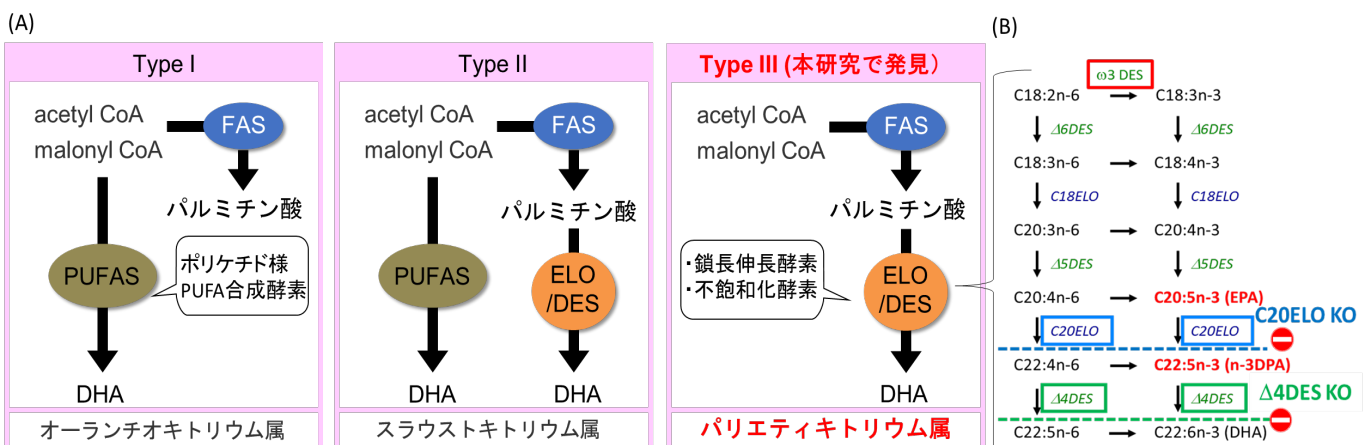 (A)
Type I
acetyl CoA
malonyl CoA
FAS
パルミチン酸
PUFAS
ポリケチド様
PUFA合成酵素
DHA
オーランチオキトリウム属
Type II
acetyl CoA
malonyl CoA
FAS
パルミチン酸
PUFAS
ELO
/DES
DHA
DHA
スラウストキトリウム属
Type III (本研究で発見)
acetyl CoA
malonyl CoA
FAS
パルミチン酸
・鎖長伸長酵素
・不飽和化酵素
ELO
/DES
DHA
パリエティキトリウム属
(B)
ω3 DES
C18:2n-6
C18:3n-3
Δ6DES
Δ6DES
C18:3n-6
C18:4n-3
C18ELO
C18ELO
C20:3n-6
C20:4n-3
Δ5DES
Δ5DES
C20:4n-6
C20:5n-3 (EPA)
C20ELO KO
C20ELO
C20ELO
C22:4n-6
C22:5n-3 (n-3DPA)
Δ4DES KO
Δ4DES
Δ4DES
C22:5n-6
C22:6n-3 (DHA)